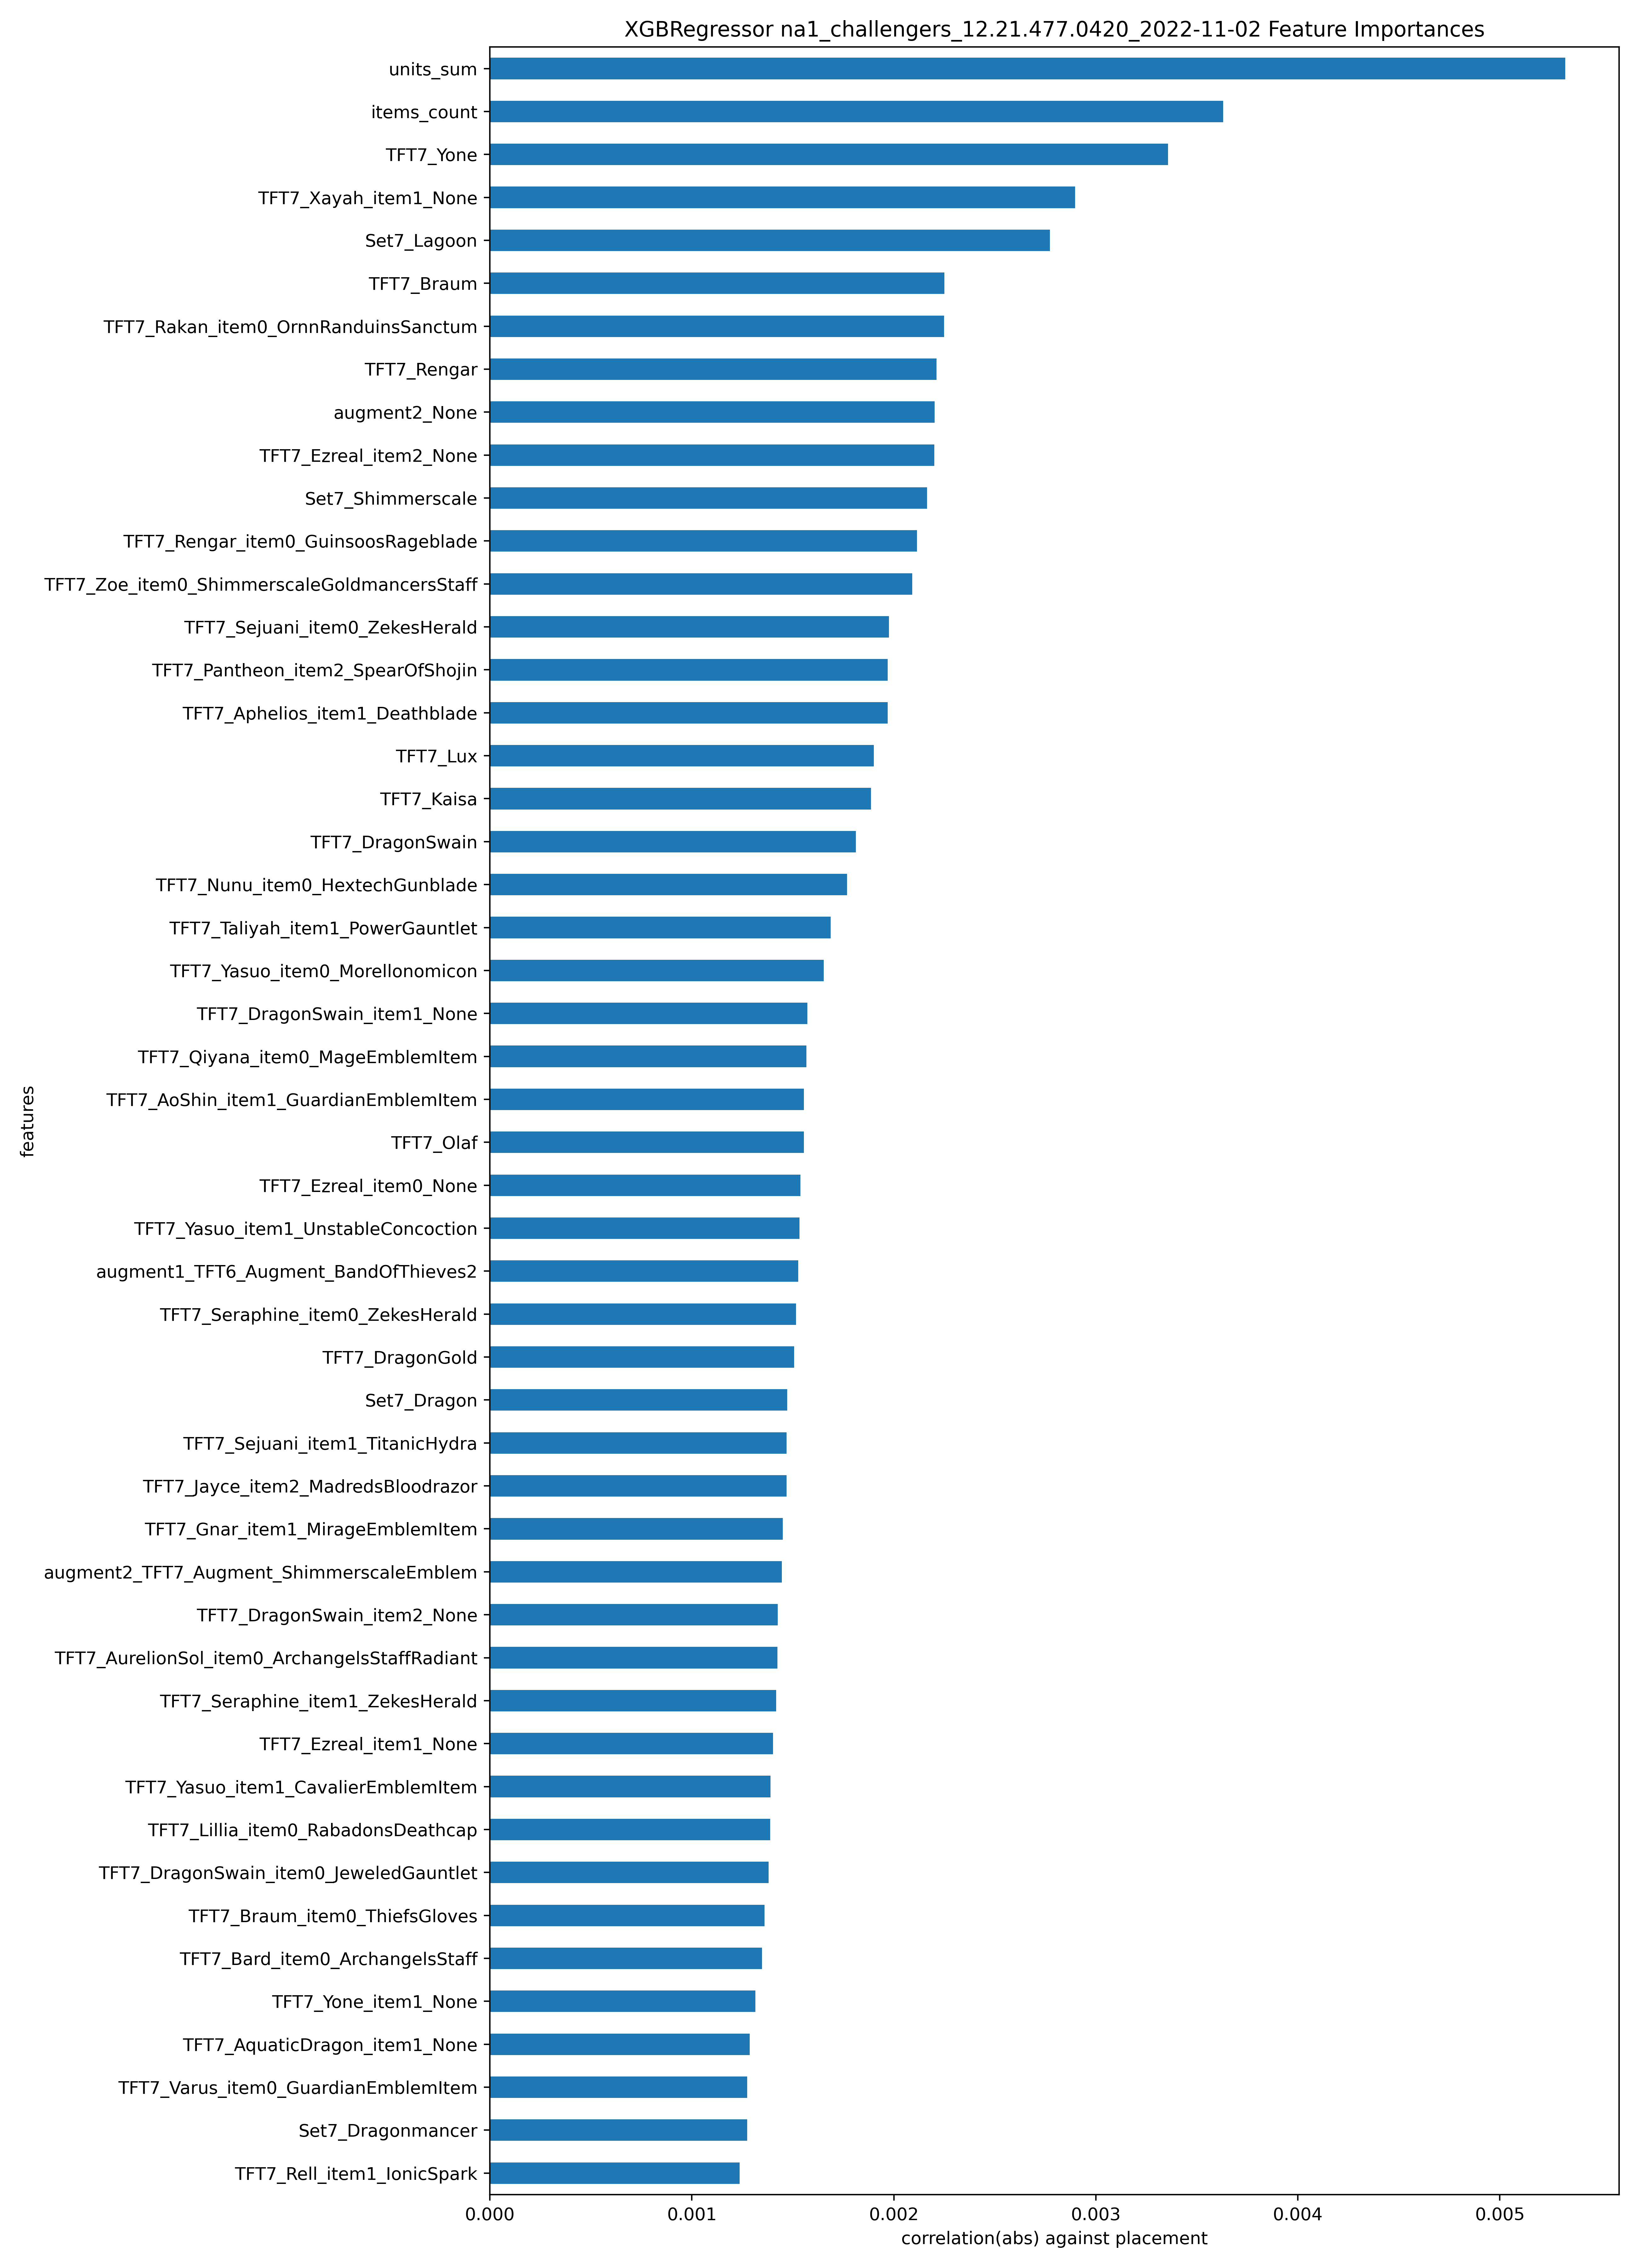 XGBRegressor na1_challengers_12.21.477.0420_2022-11-02 Feature Importances
units_sum
items_count
TFT7_Yone
TFT7_Xayah_item1_None
Set7_Lagoon
TFT7_Braum
TFT7_Rakan_item0_OrnnRanduinsSanctum
TFT7_Rengar
augment2_None
TFT7_Ezreal_item2_None
Set7_Shimmerscale
TFT7_Rengar_item0_GuinsoosRageblade
TFT7_Zoe_item0_ShimmerscaleGoldmancersStaff
TFT7_Sejuani_item0_ZekesHerald
TFT7_Pantheon_item2_SpearOfShojin
TFT7_Aphelios_item1_Deathblade
TFT7_Lux
TFT7_Kaisa
TFT7_DragonSwain
TFT7_Nunu_item0_HextechGunblade
TFT7_Taliyah_item1_PowerGauntlet
TFT7_Yasuo_item0_Morellonomicon
TFT7_DragonSwain_item1_None
TFT7_Qiyana_item0_MageEmblemItem
TFT7_AoShin_item1_GuardianEmblemItem
TFT7_Olaf
TFT7_Ezreal_item0_None
TFT7_Yasuo_item1_UnstableConcoction
augment1_TFT6_Augment_BandOfThieves2
TFT7_Seraphine_item0_ZekesHerald
TFT7_DragonGold
Set7_Dragon
TFT7_Sejuani_item1_TitanicHydra
TFT7_Jayce_item2_MadredsBloodrazor
TFT7_Gnar_item1_MirageEmblemItem
augment2_TFT7_Augment_ShimmerscaleEmblem
TFT7_DragonSwain_item2_None
TFT7_AurelionSol_item0_ArchangelsStaffRadiant
TFT7_Seraphine_item1_ZekesHerald
TFT7_Ezreal_item1_None
TFT7_Yasuo_item1_CavalierEmblemItem
TFT7_Lillia_item0_RabadonsDeathcap
TFT7_DragonSwain_item0_JeweledGauntlet
TFT7_Braum_item0_ThiefsGloves
TFT7_Bard_item0_ArchangelsStaff
TFT7_Yone_item1_None
TFT7_AquaticDragon_item1_None
TFT7_Varus_item0_GuardianEmblemItem
Set7_Dragonmancer
TFT7_Rell_item1_IonicSpark
features
0.000 0.001 0.002 0.003 0.004 0.005
correlation(abs) against placement